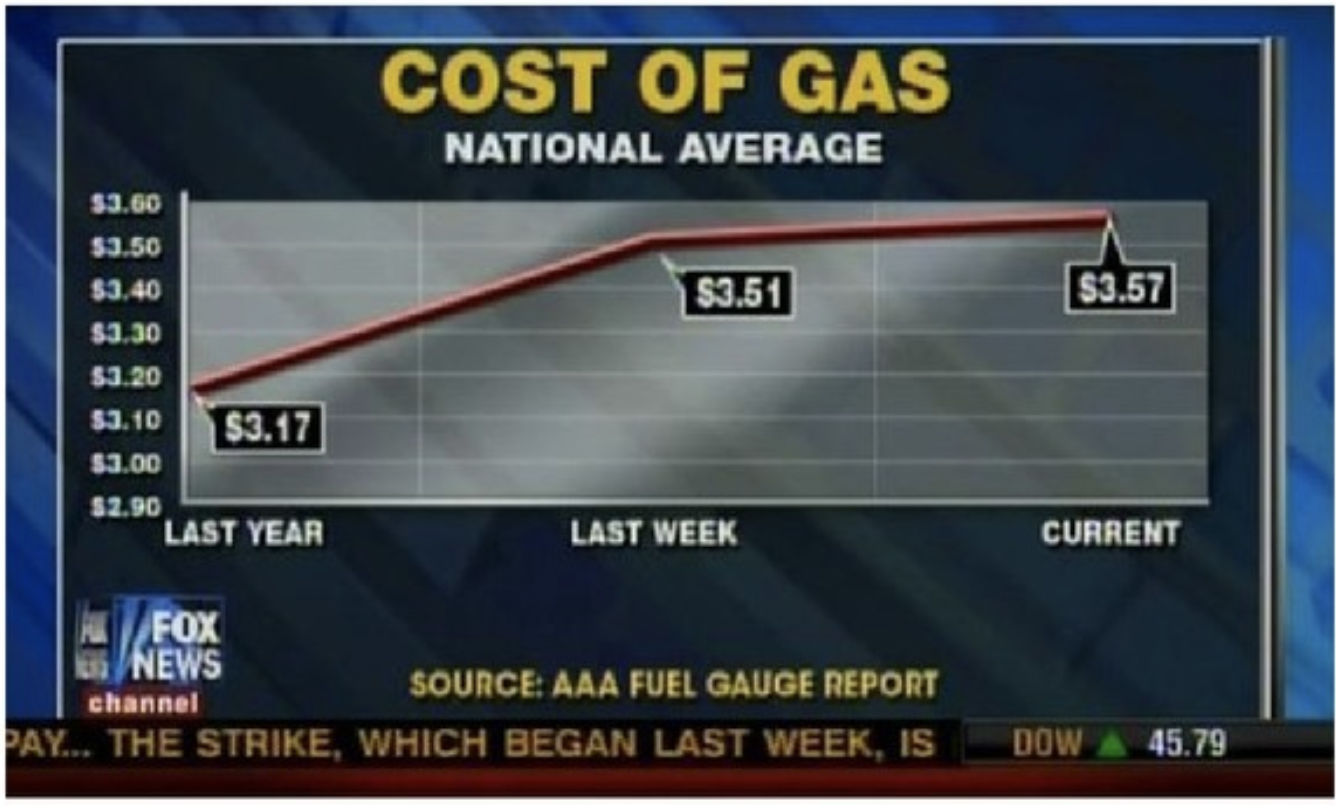 COST OF GAS
NATIONAL AVERAGE
$3.60
$3.50
$3.40
$3.30
$3.20
$3.10
$3.00
$2.90
$3.17
$3.51
$3.57
LAST YEAR LAST WEEK CURRENT
FOX NEWS
FOX
NEWS
channel
SOURCE: AAA FUEL GAUGE REPORT
PAY... THE STRIKE, WHICH BEGAN LAST WEEK, IS
DOW ▲ 45.79